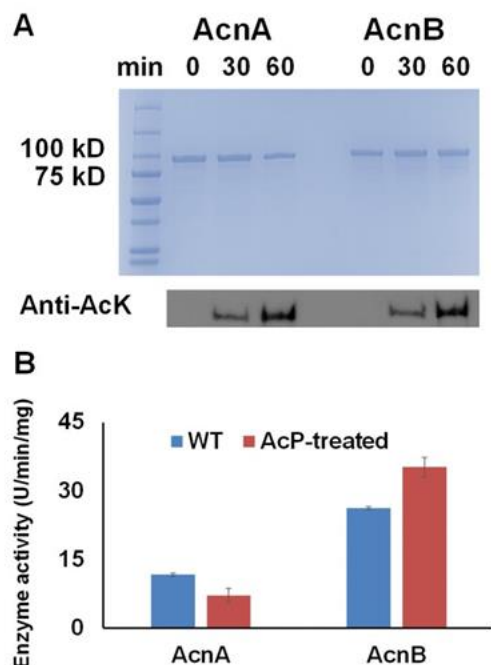 A
AcnA AcnB
min 0 30 60 0 30 60
100 kD
75 kD
Anti-AcK
B
Enzyme activity (U/min/mg)
45
WT AcP-treated
30
15
0
AcnA AcnB